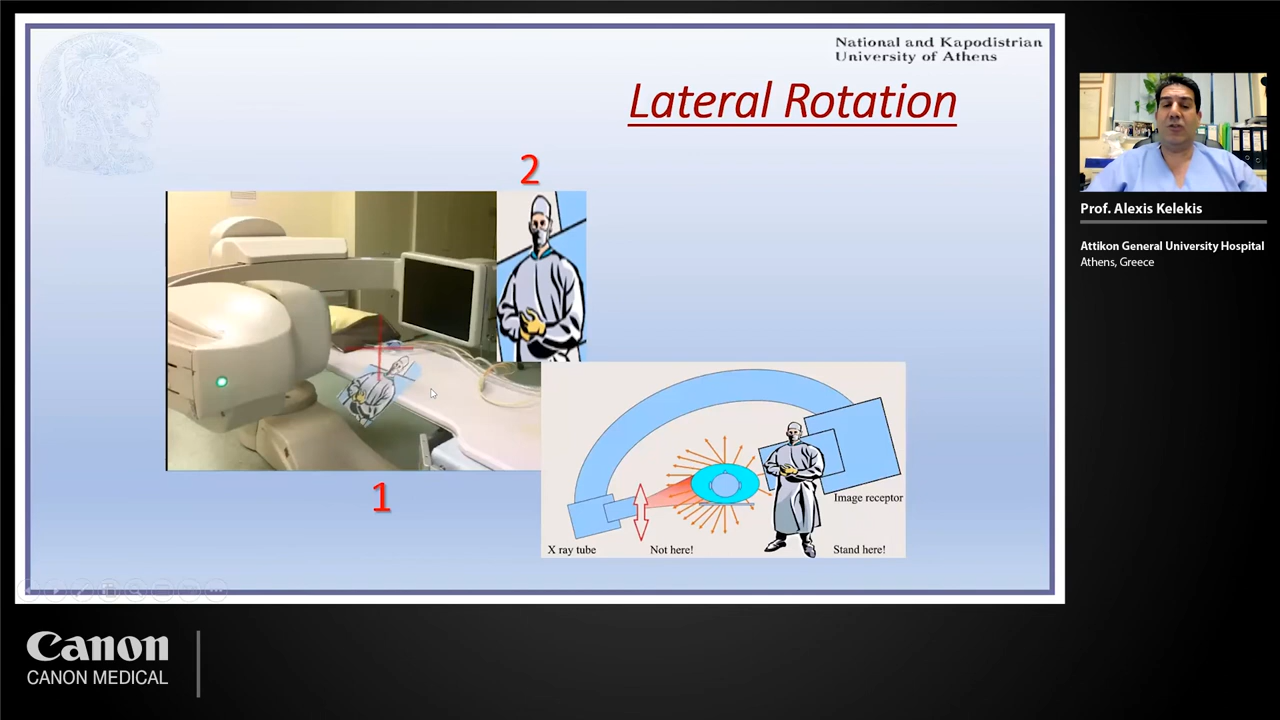 National and Kapodistrian
University of Athens
Lateral Rotation
2
1
Image receptor
X ray tube
Not here!
Stand here!
Prof. Alexis Kelekis
Attikon General University Hospital
Athens, Greece
Canon
CANON MEDICAL